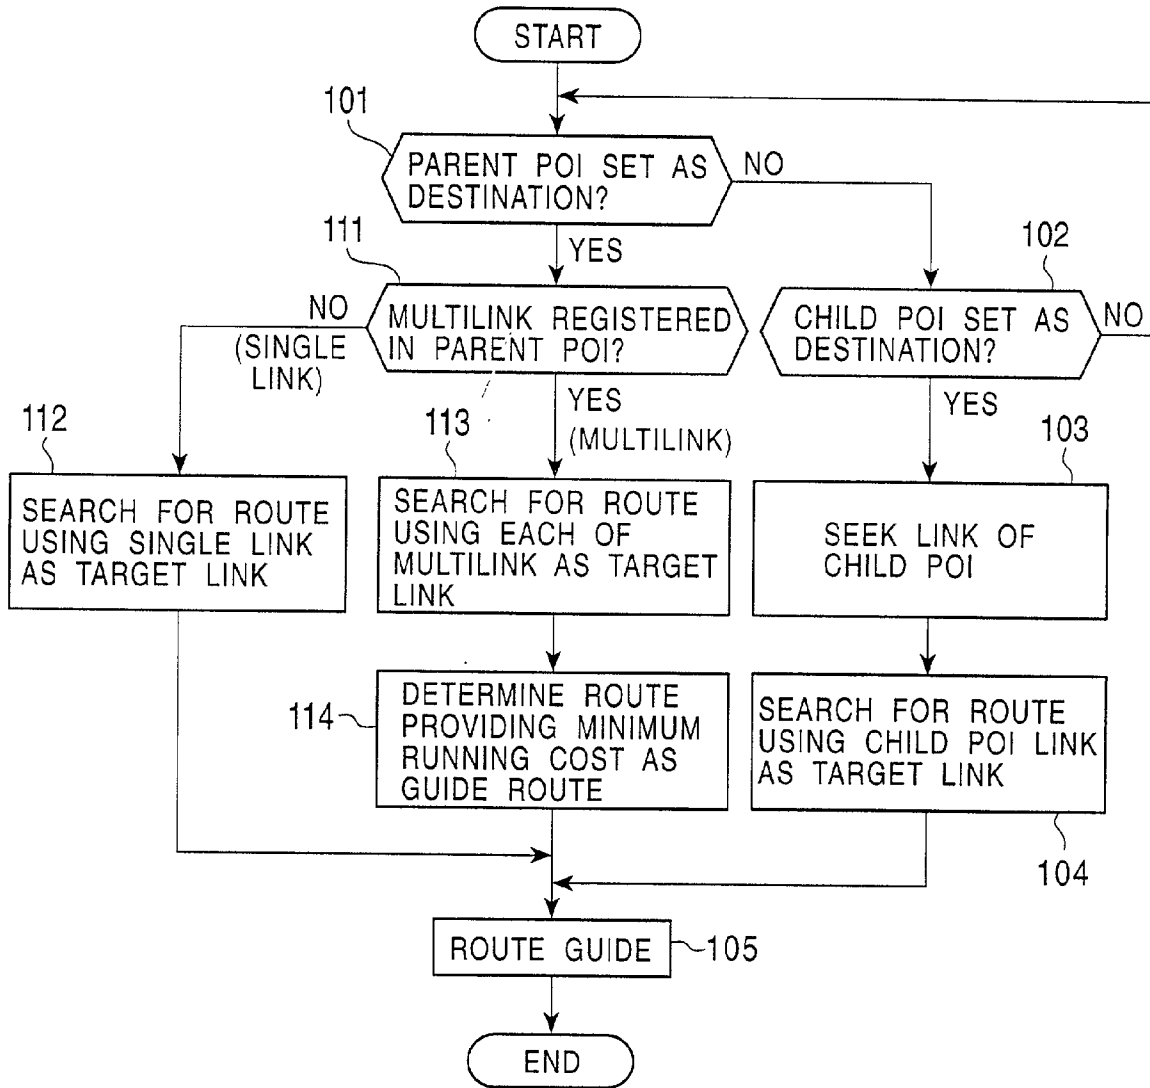 START
101
PARENT POI SET AS
DESTINATION?
NO
YES
111
102
MULTILINK REGISTERED
IN PARENT POI?
NO
(SINGLE
LINK)
CHILD POI SET AS
DESTINATION?
NO
YES
(MULTILINK)
YES
112
113
103
SEARCH FOR ROUTE
USING SINGLE LINK
AS TARGET LINK
SEARCH FOR ROUTE
USING EACH OF
MULTILINK AS TARGET
LINK
SEEK LINK OF
CHILD POI
114
DETERMINE ROUTE
PROVIDING MINIMUM
RUNNING COST AS
GUIDE ROUTE
SEARCH FOR ROUTE
USING CHILD POI LINK
AS TARGET LINK
104
ROUTE GUIDE
105
END